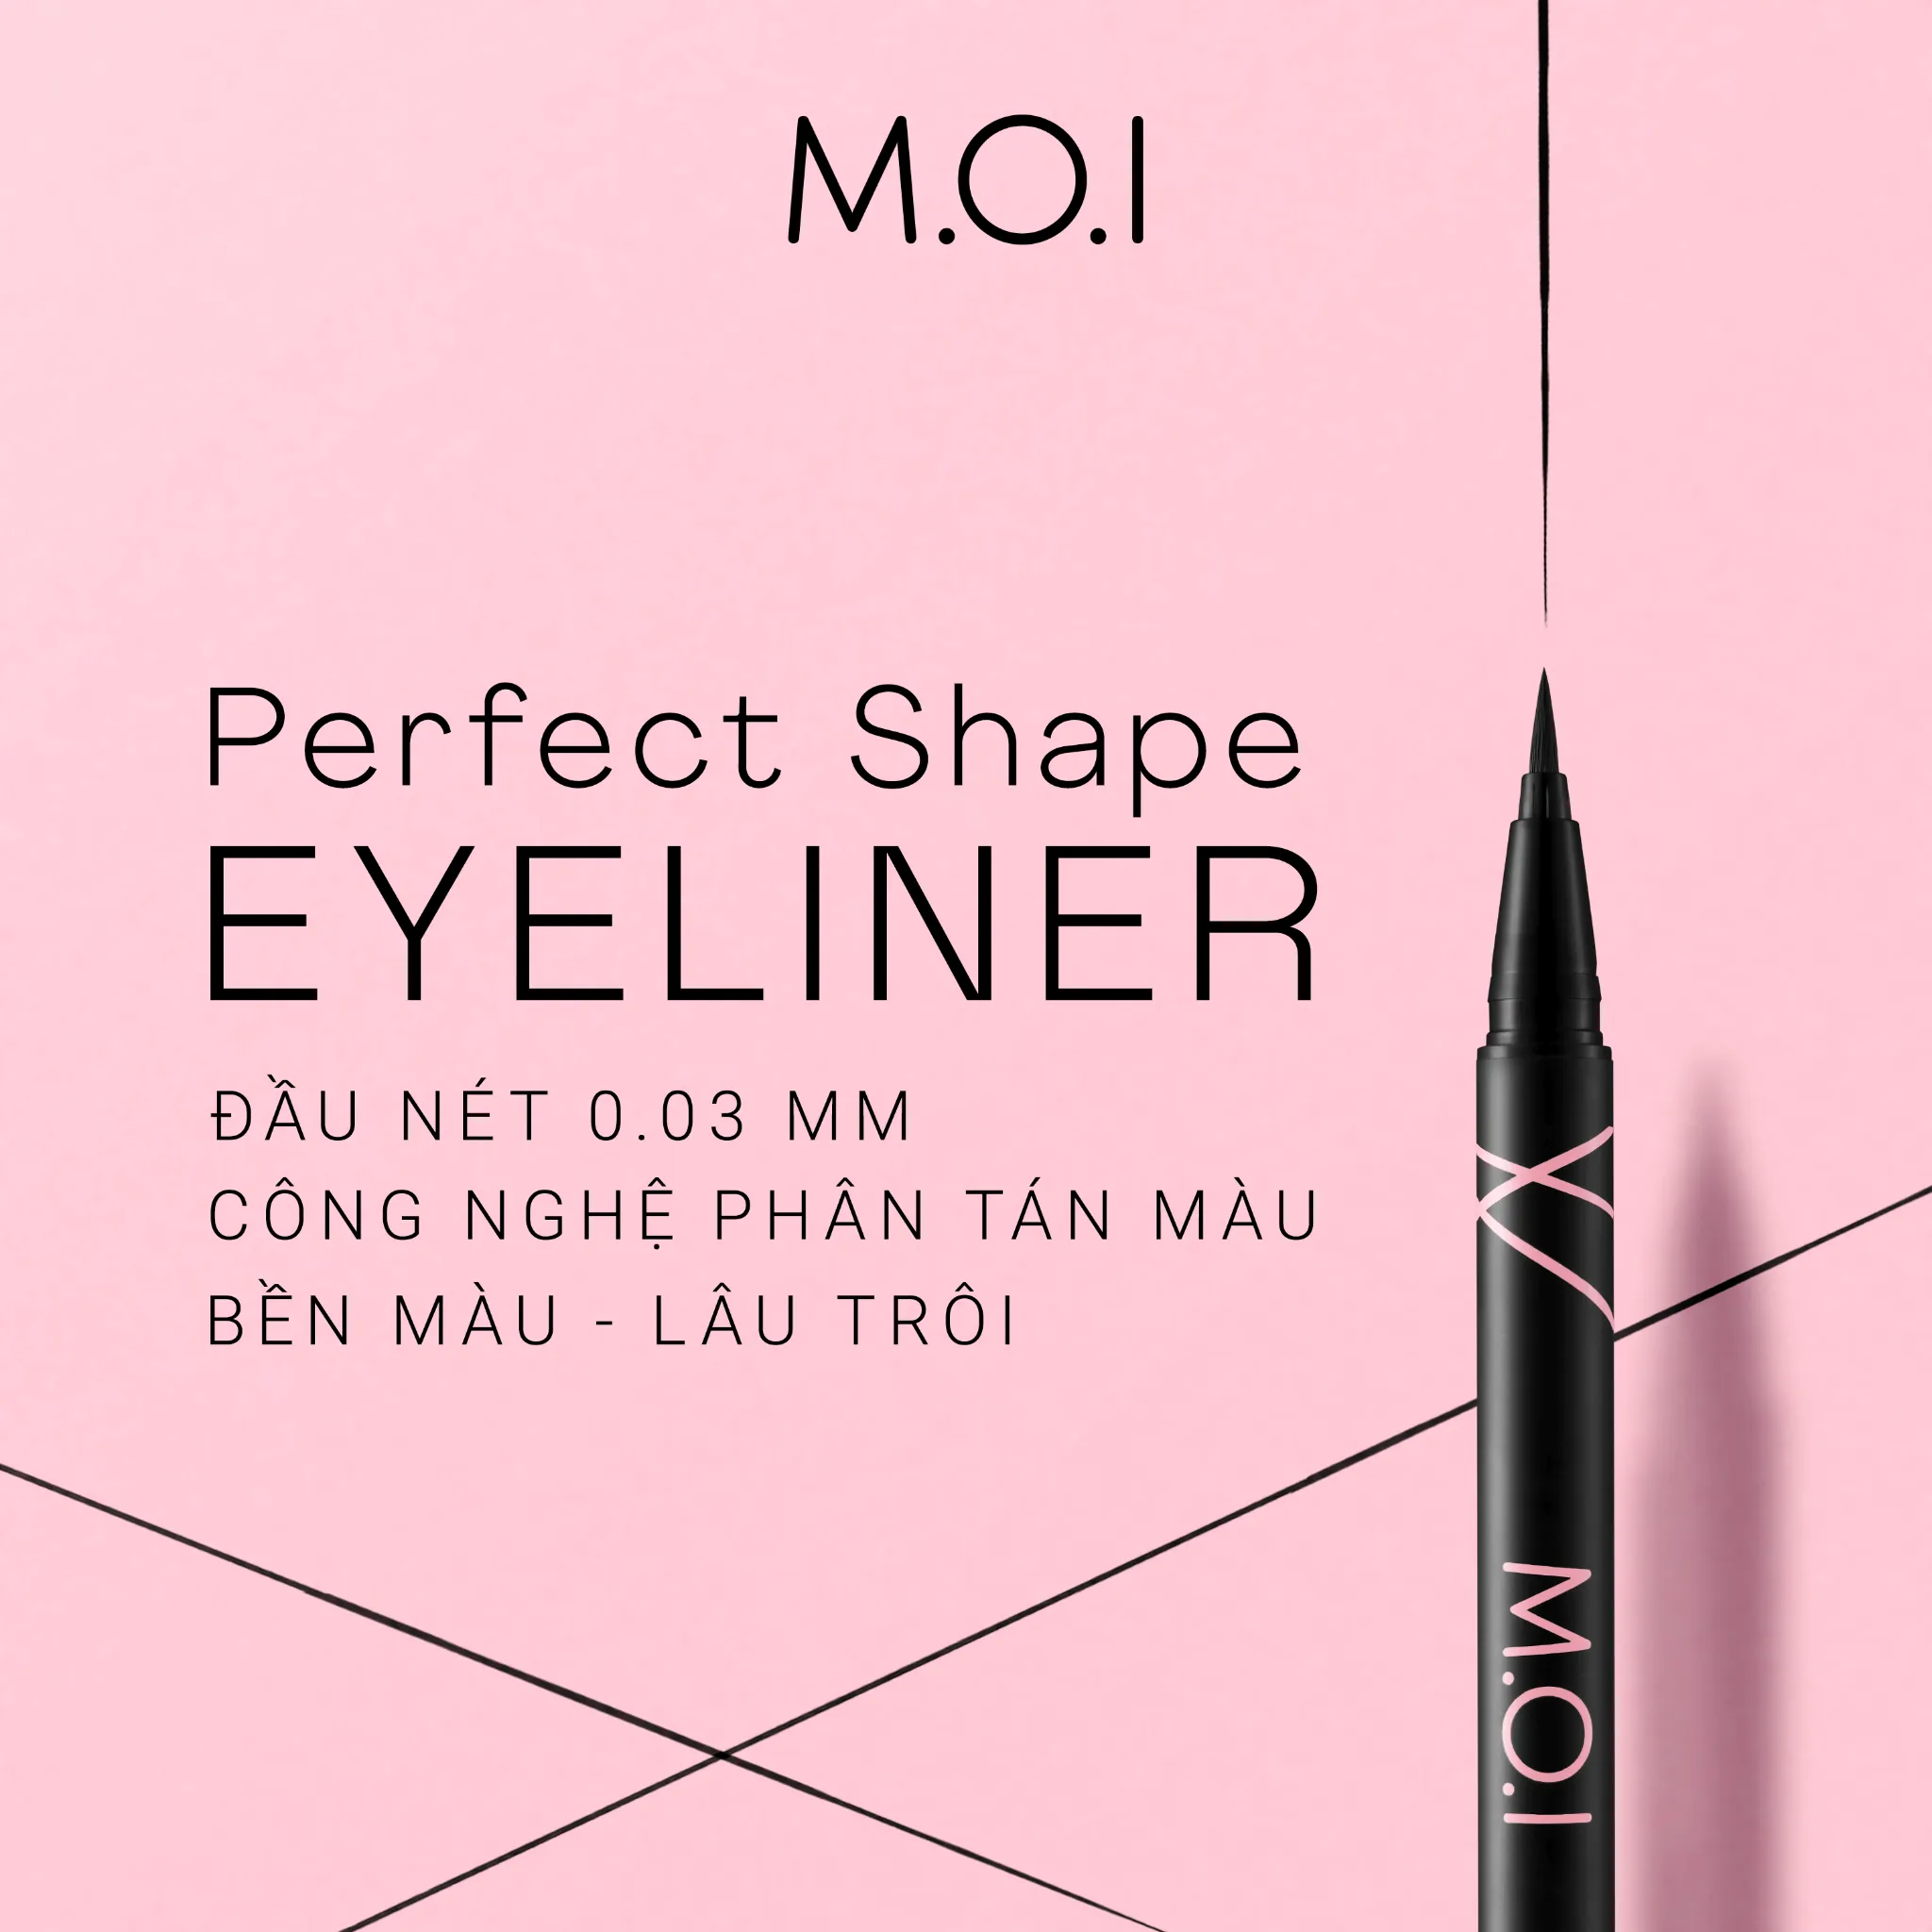 M.O.I
Perfect Shape
EYELINER
ĐẦU NÉT 0.03 MM
CÔNG NGHỆ PHÂN TÁN MÀU
BỀN MÀU - LÂU TRÔI
M.O.I